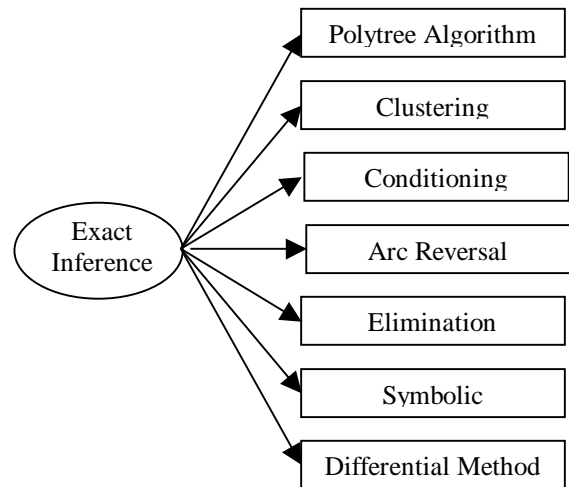 Polytree Algorithm
Clustering
Conditioning
Exact
Inference
Arc Reversal
Elimination
Symbolic
Differential Method